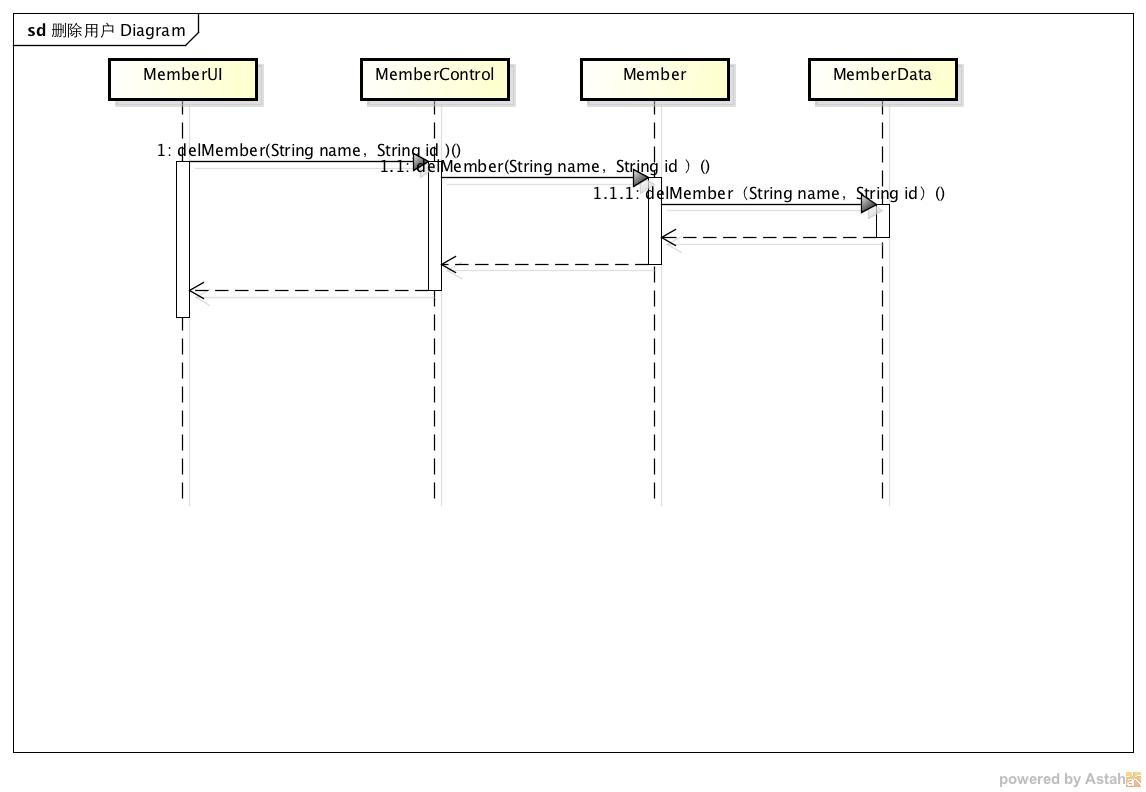 sd 删除用户 Diagram
MemberUI
MemberControl
Member
MemberData
1: delMember(String name，String id )()
1.1: delMember(String name，String id ）()
1.1.1: delMember（String name，String id）()
powered by Astah